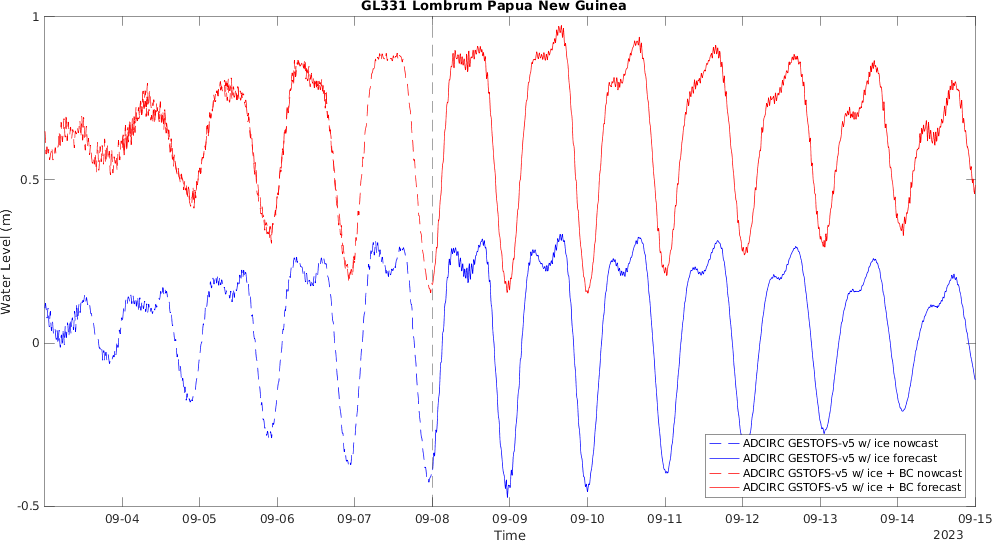 GL331 Lombrum Papua New Guinea
Water Level (m)
1
0.5
0
-0.5
ADCIRC GESTOFS-v5 w/ ice nowcast
ADCIRC GESTOFS-v5 w/ ice forecast
ADCIRC GSTOFS-v5 w/ ice + BC nowcast
ADCIRC GSTOFS-v5 w/ ice + BC forecast
09-04 09-05 09-06 09-07 09-08 09-09 09-10 09-11 09-12 09-13 09-14 09-15
Time
2023